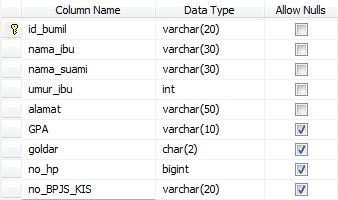 Column Name Data Type Allow Nulls
id_bumil varchar(20)
nama_ibu varchar(30)
nama_suami varchar(30)
umur_ibu int
alamat varchar(50)
GPA varchar(10)
goldar char(2)
no_hp bigint
no_BPJS_KIS varchar(20)